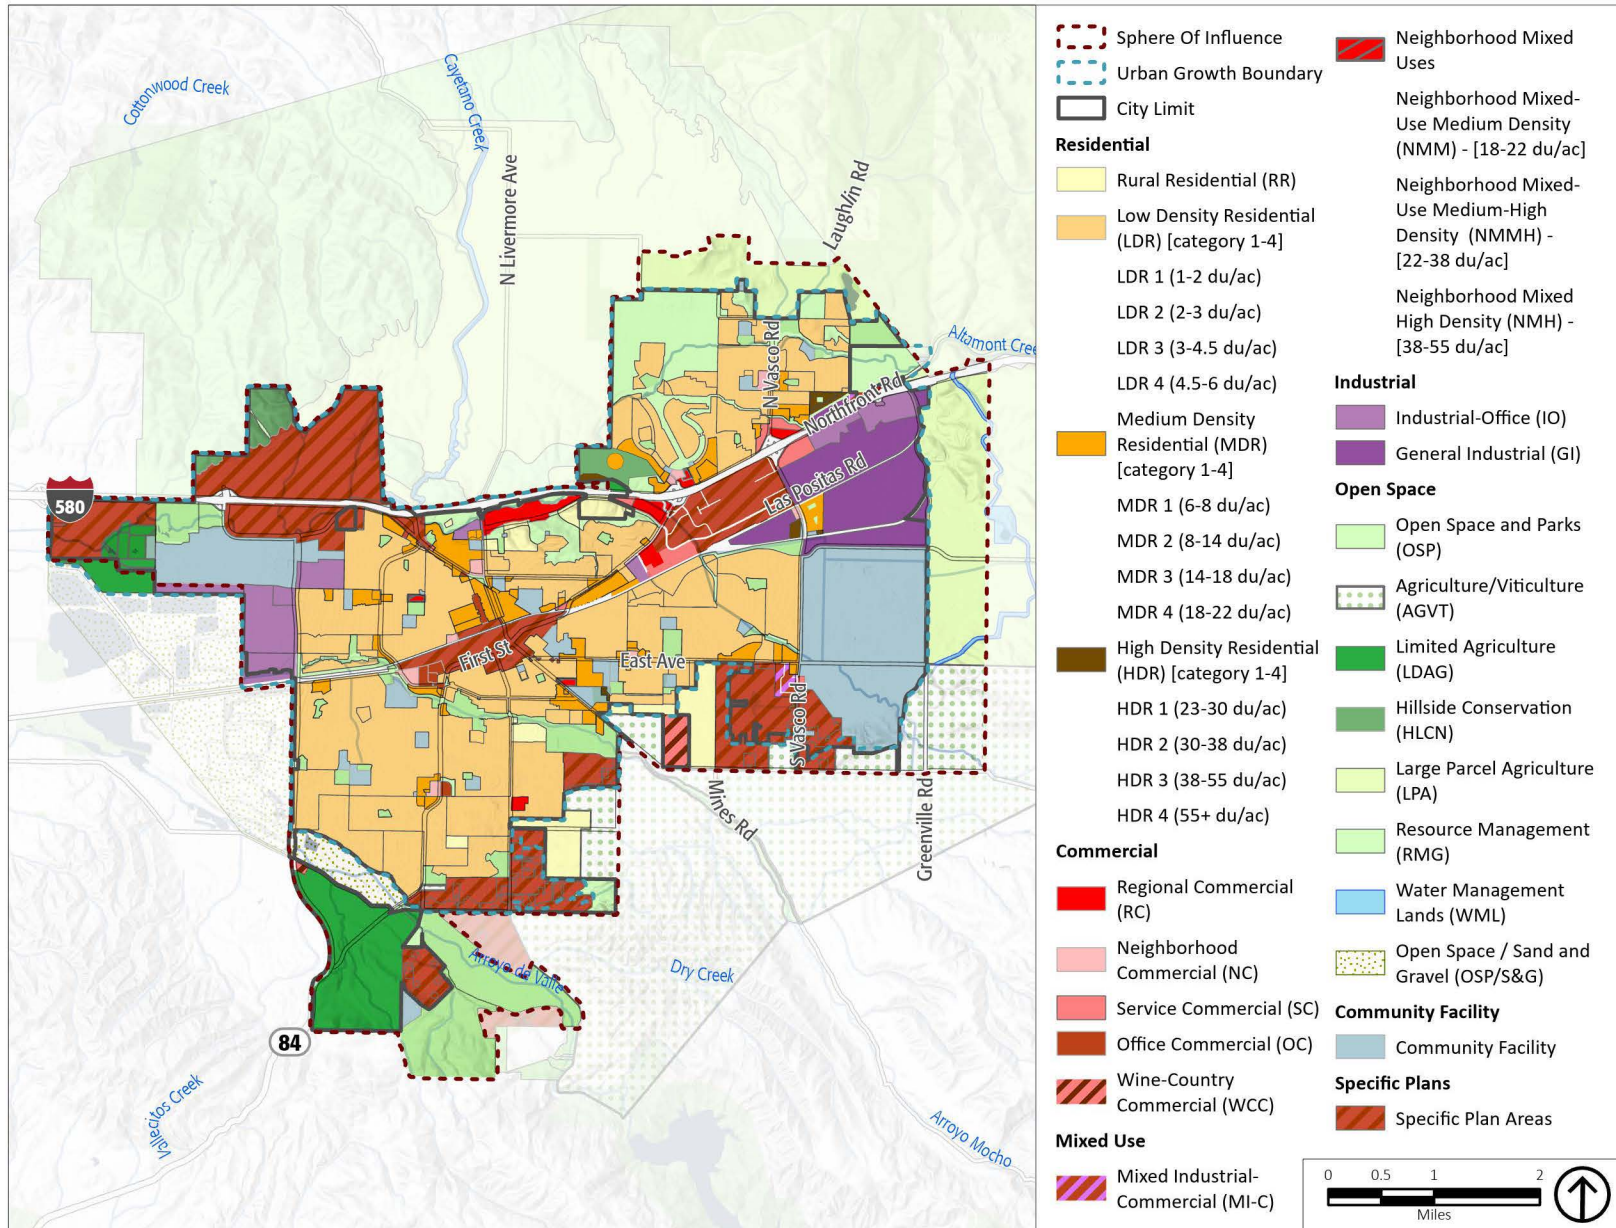 Cottonwood Creek
Cayetano Creek
N Livermore Ave
Laughlin Rd
Altamont Cree
N Vasco Rd
Northfront Rd
Las Positas Rd
580
First St
East Ave
S Vasco Rd
Mines Rd
Greenville Rd
Arroyo de Valle
Dry Creek
84
Vallecitos Creek
Arroyo Mocho
Sphere Of Influence
Urban Growth Boundary
City Limit
Residential
Rural Residential (RR)
Low Density Residential
(LDR) [category 1-4]
LDR 1 (1-2 du/ac)
LDR 2 (2-3 du/ac)
LDR 3 (3-4.5 du/ac)
LDR 4 (4.5-6 du/ac)
Medium Density
Residential (MDR)
[category 1-4]
MDR 1 (6-8 du/ac)
MDR 2 (8-14 du/ac)
MDR 3 (14-18 du/ac)
MDR 4 (18-22 du/ac)
High Density Residential
(HDR) [category 1-4]
HDR 1 (23-30 du/ac)
HDR 2 (30-38 du/ac)
HDR 3 (38-55 du/ac)
HDR 4 (55+ du/ac)
Commercial
Regional Commercial
(RC)
Neighborhood
Commercial (NC)
Service Commercial (SC)
Office Commercial (OC)
Wine-Country
Commercial (WCC)
Mixed Use
Mixed Industrial-
Commercial (MI-C)
Neighborhood Mixed
Uses
Neighborhood Mixed-
Use Medium Density
(NMM) - [18-22 du/ac]
Neighborhood Mixed-
Use Medium-High
Density (NMMH) -
[22-38 du/ac]
Neighborhood Mixed
High Density (NMH) -
[38-55 du/ac]
Industrial
Industrial-Office (IO)
General Industrial (GI)
Open Space
Open Space and Parks
(OSP)
Agriculture/Viticulture
(AGVT)
Limited Agriculture
(LDAG)
Hillside Conservation
(HLCN)
Large Parcel Agriculture
(LPA)
Resource Management
(RMG)
Water Management
Lands (WML)
Open Space / Sand and
Gravel (OSP/S&G)
Community Facility
Community Facility
Specific Plans
Specific Plan Areas
0 0.5 1 2
Miles